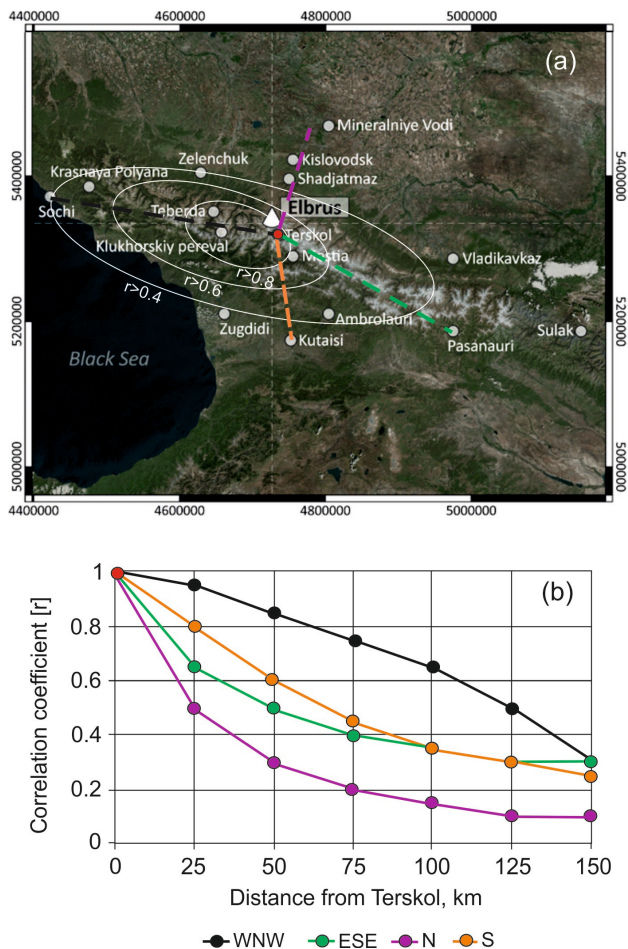 4400000 4600000 4800000 5000000
(a)
Mineralniye Vodi
Kislovodsk
Zelenchuk
Shadjatmaz
Krasnaya Polyana
5400000
5400000
Elbrus
Teberda
Sochi
Terskol
Klukhorskiy pereval
Mestia
Vladikavkaz
r>0.8
r>0.6
r>0.4
Zugdidi
Ambrolauri
5200000
5200000
Kutaisi
Pasanauri
Sulak
Black Sea
5000000
5000000
4400000 4600000 4800000 5000000
(b)
Correlation coefficient [r]
1
0.8
0.6
0.4
0.2
0
0 25 50 75 100 125 150
Distance from Terskol, km
WNW ESE N S